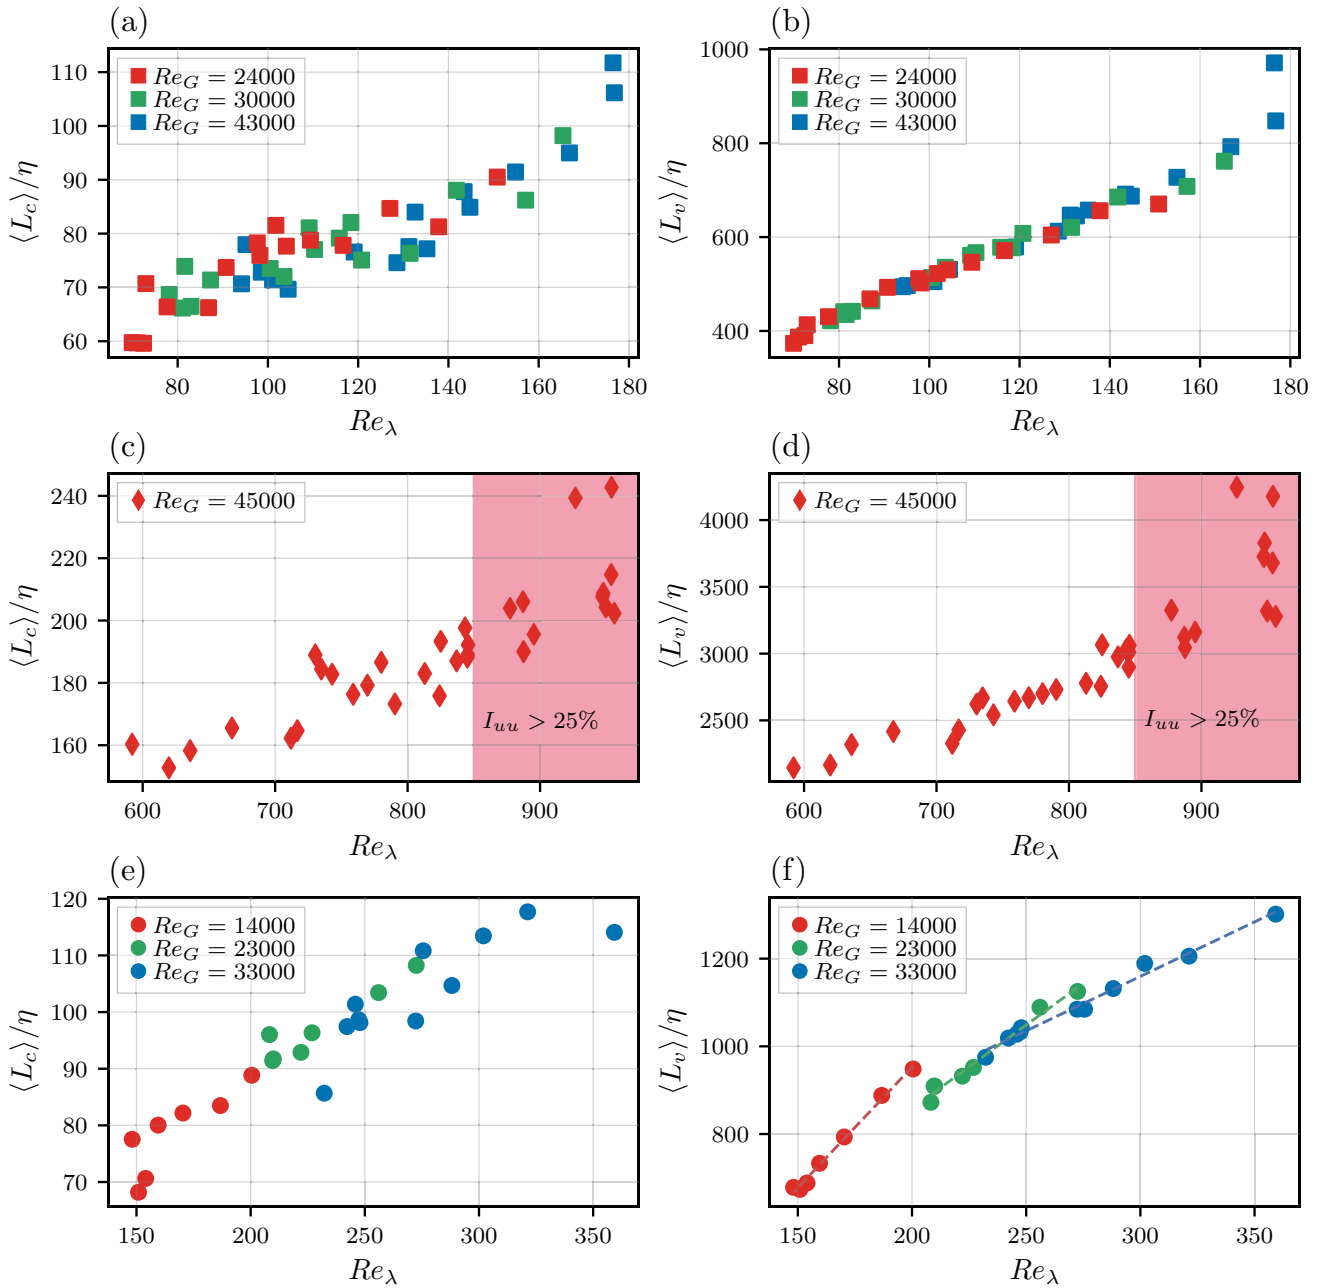 (a)
(b)
⟨L_c⟩/η
110
100
90
80
70
60
Re_G = 24000
Re_G = 30000
Re_G = 43000
80 100 120 140 160 180
Re_λ
⟨L_v⟩/η
1000
800
600
400
Re_G = 24000
Re_G = 30000
Re_G = 43000
80 100 120 140 160 180
Re_λ
(c)
(d)
⟨L_c⟩/η
240
220
200
180
160
Re_G = 45000
I_uu > 25%
600 700 800 900
Re_λ
⟨L_v⟩/η
4000
3500
3000
2500
Re_G = 45000
I_uu > 25%
600 700 800 900
Re_λ
(e)
(f)
⟨L_c⟩/η
120
110
100
90
80
70
Re_G = 14000
Re_G = 23000
Re_G = 33000
150 200 250 300 350
Re_λ
⟨L_v⟩/η
1200
1000
800
Re_G = 14000
Re_G = 23000
Re_G = 33000
150 200 250 300 350
Re_λ